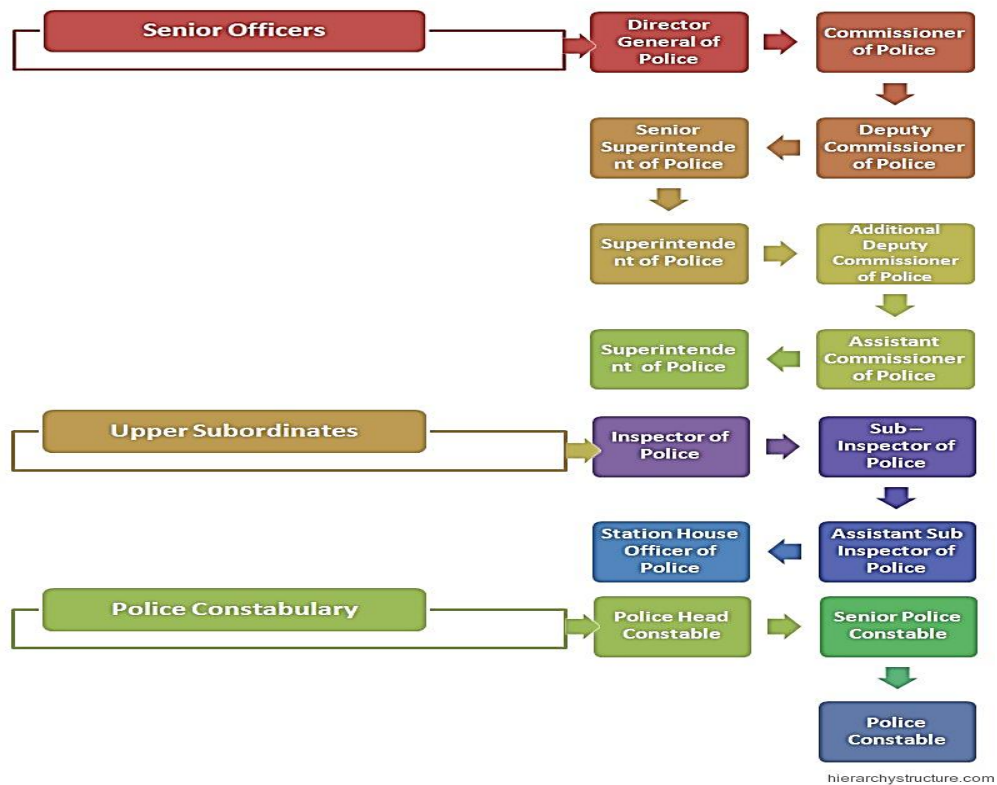 Senior Officers
Director
General of
Police
Commissioner
of Police
Senior
Superintende
nt of Police
Deputy
Commissioner
of Police
Superintende
nt of Police
Additional
Deputy
Commissioner
of Police
Superintende
nt of Police
Assistant
Commissioner
of Police
Upper Subordinates
Inspector of
Police
Sub–
Inspector of
Police
Station House
Officer of
Police
Assistant Sub
Inspector of
Police
Police Constabulary
Police Head
Constable
Senior Police
Constable
Police
Constable
hierarchystructure.com